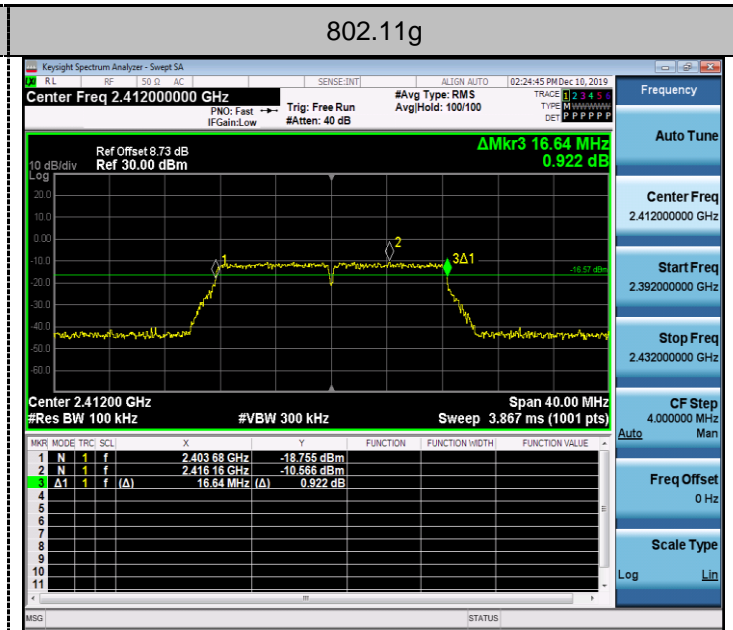 802.11g
Keysight Spectrum Analyzer - Swept SA
LXI RL RF 50 Ω AC SENSE:INT ALIGN AUTO 02:24:45 PM Dec 10, 2019
Center Freq 2.412000000 GHz
PNO: Fast
IFGain:Low
Trig: Free Run
#Atten: 40 dB
#Avg Type: RMS
Avg|Hold: 100/100
TRACE 1 2 3 4 5 6
TYPE M WWWWW
DET P P P P P P
Frequency
Auto Tune
Center Freq
2.412000000 GHz
Start Freq
2.392000000 GHz
Stop Freq
2.432000000 GHz
CF Step
4.000000 MHz
Auto Man
Freq Offset
0 Hz
Scale Type
Log Lin
Ref Offset 8.73 dB
10 dB/div Ref 30.00 dBm
Log
ΔMkr3 16.64 MHz
0.922 dB
20.0
10.0
0.00
-10.0
-20.0
-30.0
-40.0
-50.0
-60.0
1
2
3Δ1
-16.57 dBm
Center 2.41200 GHz Span 40.00 MHz
#Res BW 100 kHz #VBW 300 kHz Sweep 3.867 ms (1001 pts)
MKR MODE TRC SCL X Y FUNCTION FUNCTION WIDTH FUNCTION VALUE
1 N 1 f 2.403 68 GHz -18.755 dBm
2 N 1 f 2.416 16 GHz -10.566 dBm
3 Δ1 1 f (Δ) 16.64 MHz (Δ) 0.922 dB
4
5
6
7
8
9
10
11
MSG STATUS